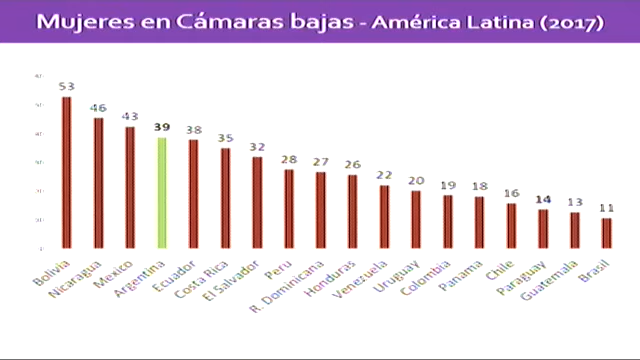 Mujeres en Cámaras bajas - América Latina (2017)
53
46
43
39
38
35
32
28
27
26
22
20
19
18
16
14
13
11
Bolivia
Nicaragua
Mexico
Argentina
Ecuador
Costa Rica
El Salvador
Peru
R. Dominicana
Honduras
Venezuela
Uruguay
Colombia
Panama
Chile
Paraguay
Guatemala
Brasil